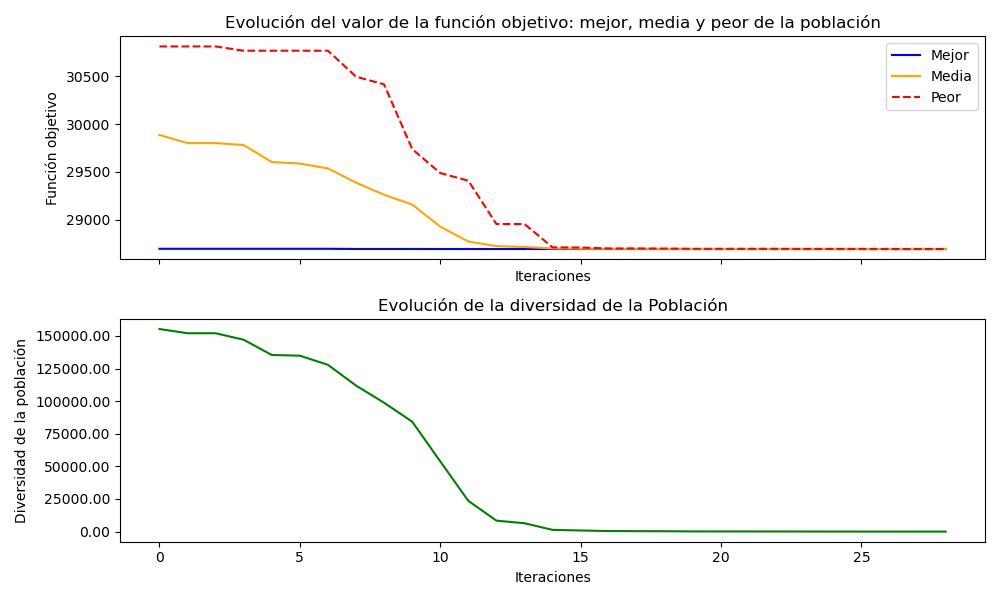 Evolución del valor de la función objetivo: mejor, media y peor de la población
Función objetivo
30500
30000
29500
29000
Mejor
Media
Peor
Iteraciones
Evolución de la diversidad de la Población
Diversidad de la población
150000.00
125000.00
100000.00
75000.00
50000.00
25000.00
0.00
0 5 10 15 20 25
Iteraciones